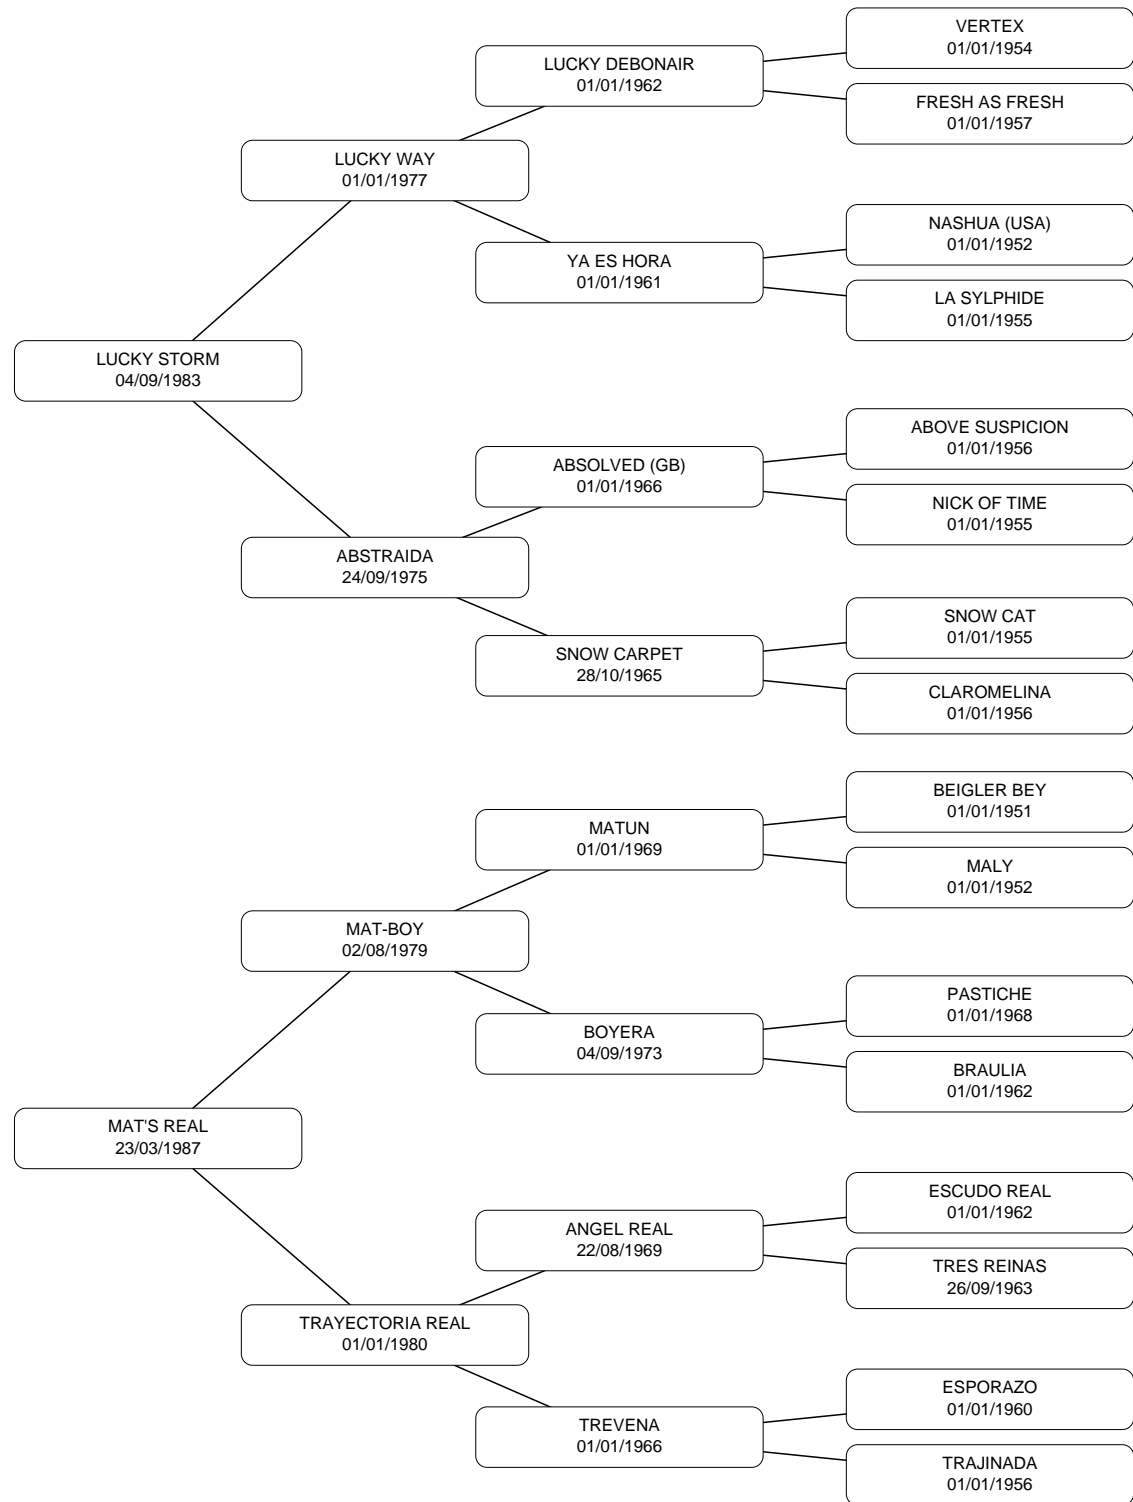 VERTEX
01/01/1954
LUCKY DEBONAIR
01/01/1962
FRESH AS FRESH
01/01/1957
LUCKY WAY
01/01/1977
NASHUA (USA)
01/01/1952
YA ES HORA
01/01/1961
LA SYLPHIDE
01/01/1955
LUCKY STORM
04/09/1983
ABOVE SUSPICION
01/01/1956
ABSOLVED (GB)
01/01/1966
NICK OF TIME
01/01/1955
ABSTRAIDA
24/09/1975
SNOW CAT
01/01/1955
SNOW CARPET
28/10/1965
CLAROMELINA
01/01/1956
BEIGLER BEY
01/01/1951
MATUN
01/01/1969
MALY
01/01/1952
MAT-BOY
02/08/1979
PASTICHE
01/01/1968
BOYERA
04/09/1973
BRAULIA
01/01/1962
MAT'S REAL
23/03/1987
ESCUDO REAL
01/01/1962
ANGEL REAL
22/08/1969
TRES REINAS
26/09/1963
TRAYECTORIA REAL
01/01/1980
ESPORAZO
01/01/1960
TREVENA
01/01/1966
TRAJINADA
01/01/1956